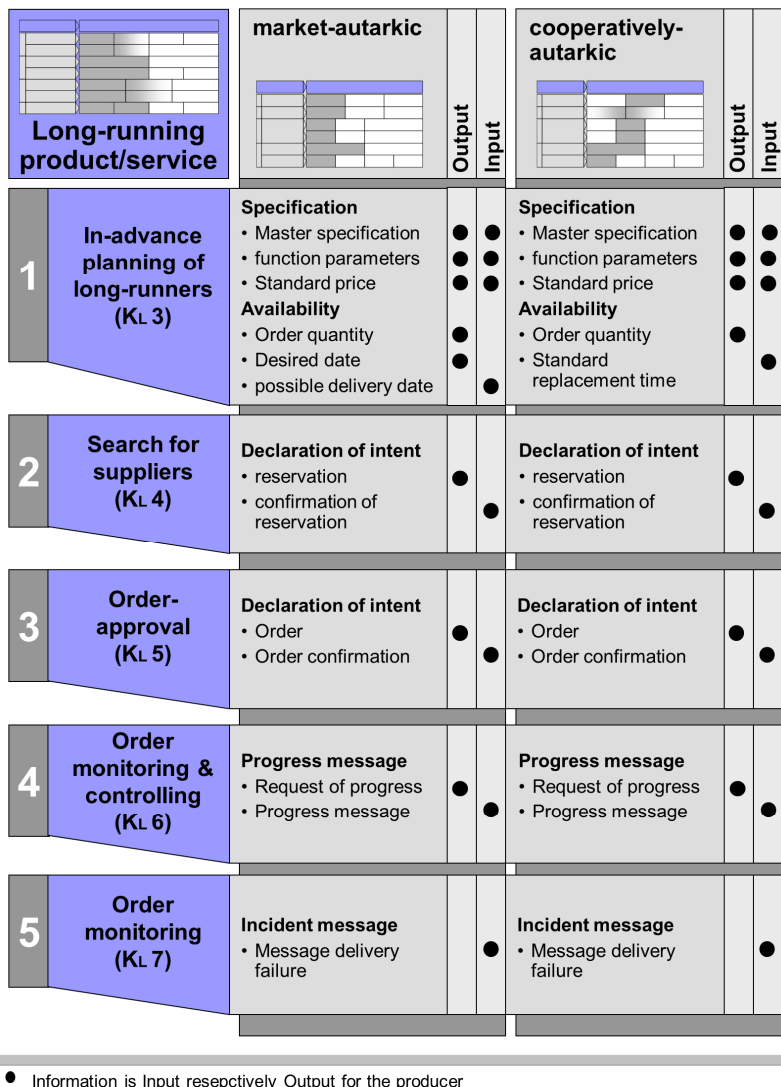 Long-running
product/service
market-autarkic
Output
Input
cooperatively-
autarkic
Output
Input
1
In-advance
planning of
long-runners
(KL 3)
Specification
• Master specification
• function parameters
• Standard price
Availability
• Order quantity
• Desired date
• possible delivery date
Specification
• Master specification
• function parameters
• Standard price
Availability
• Order quantity
• Standard
replacement time
2
Search for
suppliers
(KL 4)
Declaration of intent
• reservation
• confirmation of
reservation
Declaration of intent
• reservation
• confirmation of
reservation
3
Order-
approval
(KL 5)
Declaration of intent
• Order
• Order confirmation
Declaration of intent
• Order
• Order confirmation
4
Order
monitoring &
controlling
(KL 6)
Progress message
• Request of progress
• Progress message
Progress message
• Request of progress
• Progress message
5
Order
monitoring
(KL 7)
Incident message
• Message delivery
failure
Incident message
• Message delivery
failure
● Information is Input resepctively Output for the producer